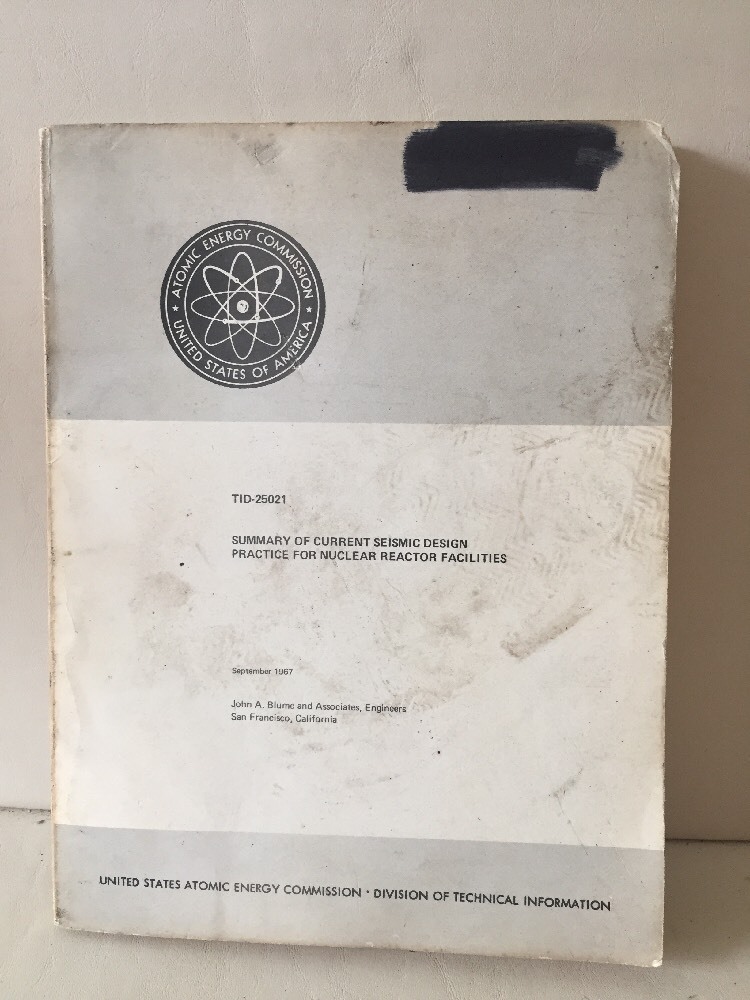 ATOMIC ENERGY COMMISSION
UNITED STATES OF AMERICA
TID-25021
SUMMARY OF CURRENT SEISMIC DESIGN
PRACTICE FOR NUCLEAR REACTOR FACILITIES
September 1967
John A. Blume and Associates, Engineers
San Francisco, California
UNITED STATES ATOMIC ENERGY COMMISSION • DIVISION OF TECHNICAL INFORMATION